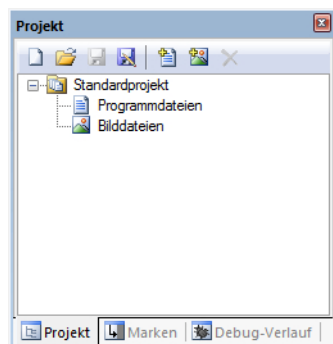 Projekt
Standardprojekt
Programmdateien
Bilddateien
Projekt Marken Debug-Verlauf